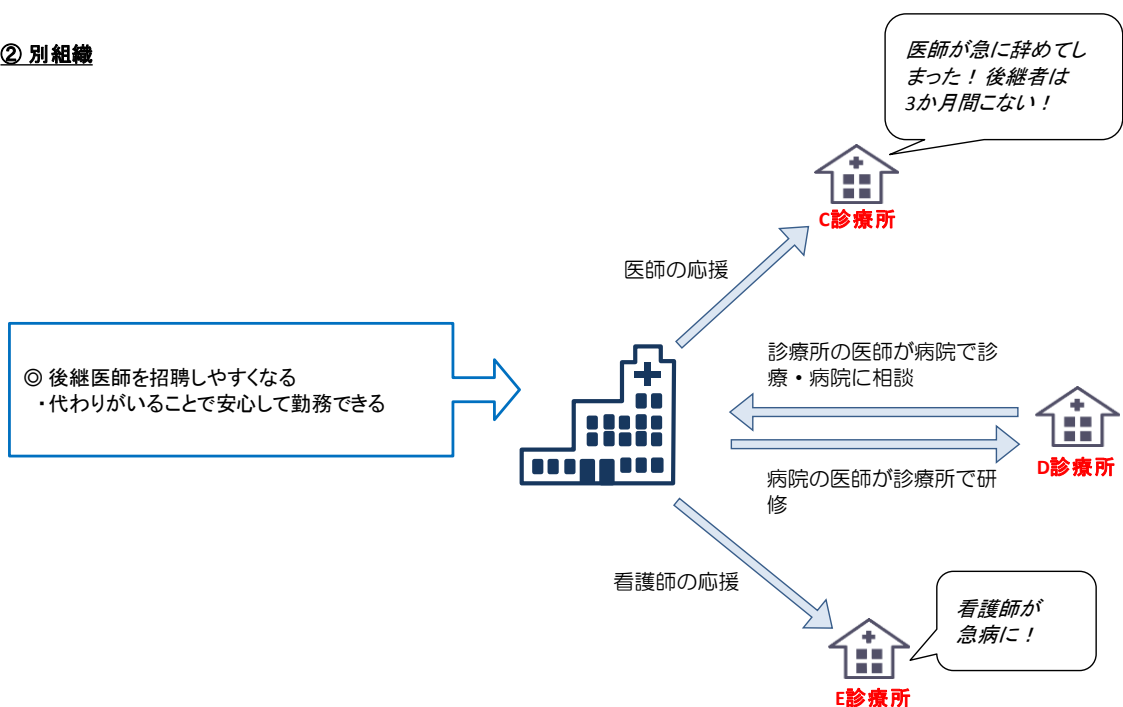 ② 別組織
医師が急に辞めてし
まった！後継者は
3か月間こない！
C診療所
医師の応援
◎ 後継医師を招聘しやすくなる
・代わりがいることで安心して勤務できる
診療所の医師が病院で診
療・病院に相談
D診療所
病院の医師が診療所で研
修
看護師の応援
看護師が
急病に！
E診療所